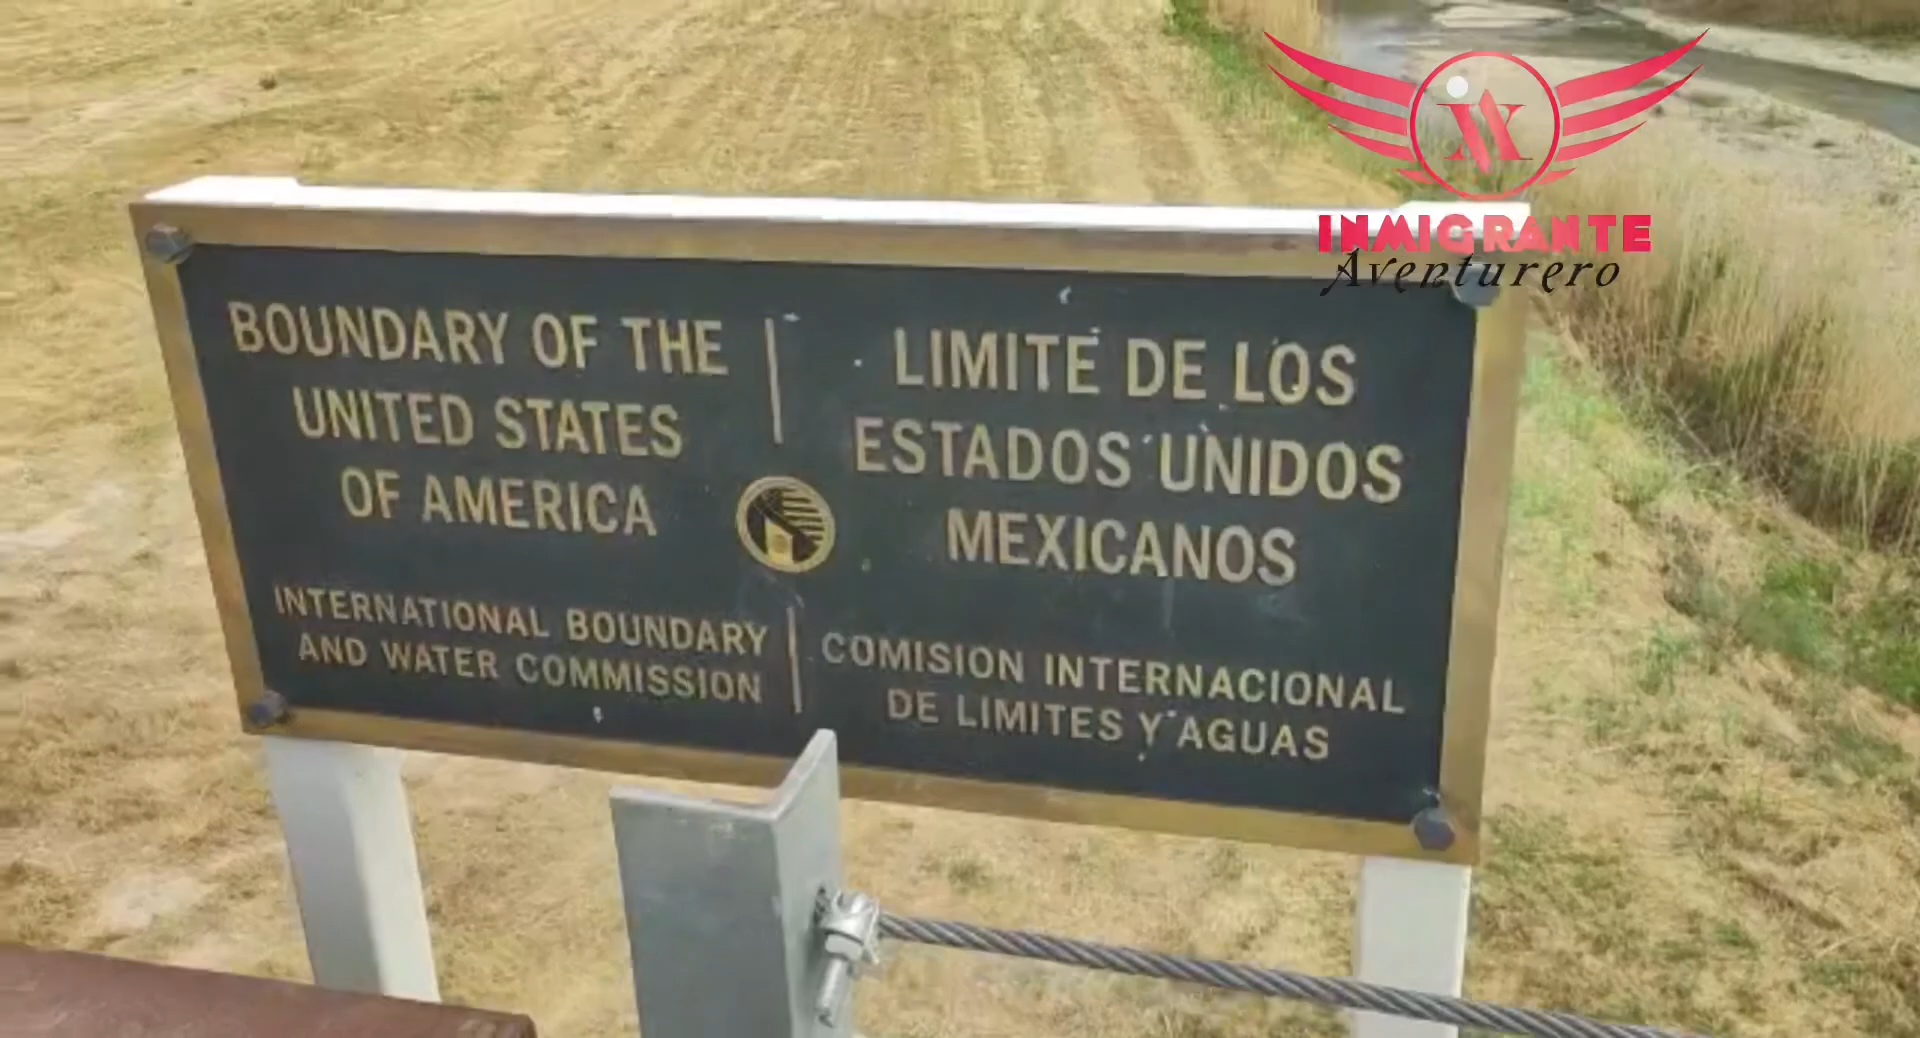 INMIGRANTE
Aventurero
BOUNDARY OF THE
UNITED STATES
OF AMERICA
LIMITE DE LOS
ESTADOS UNIDOS
MEXICANOS
INTERNATIONAL BOUNDARY
AND WATER COMMISSION
COMISION INTERNACIONAL
DE LIMITES Y AGUAS